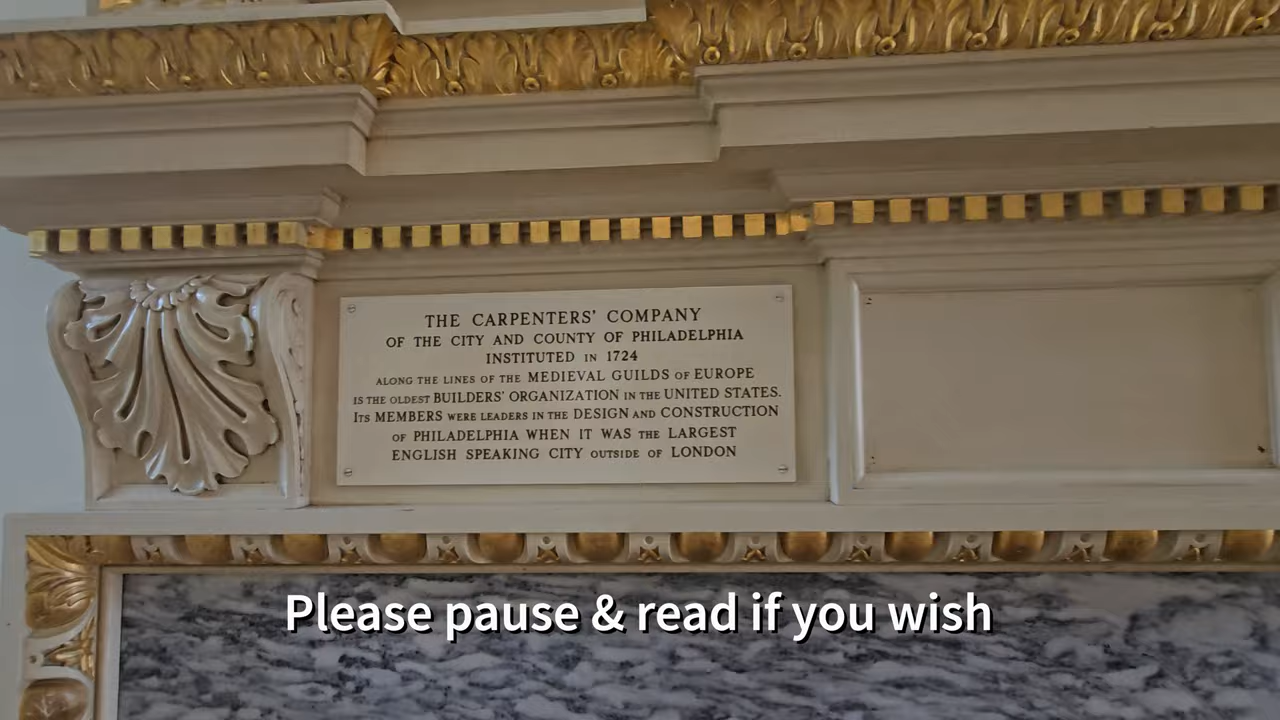 THE CARPENTERS' COMPANY
OF THE CITY AND COUNTY OF PHILADELPHIA
INSTITUTED IN 1724
ALONG THE LINES OF THE MEDIEVAL GUILDS OF EUROPE
IS THE OLDEST BUILDERS' ORGANIZATION IN THE UNITED STATES.
ITS MEMBERS WERE LEADERS IN THE DESIGN AND CONSTRUCTION
OF PHILADELPHIA WHEN IT WAS THE LARGEST
ENGLISH SPEAKING CITY OUTSIDE OF LONDON
Please pause & read if you wish